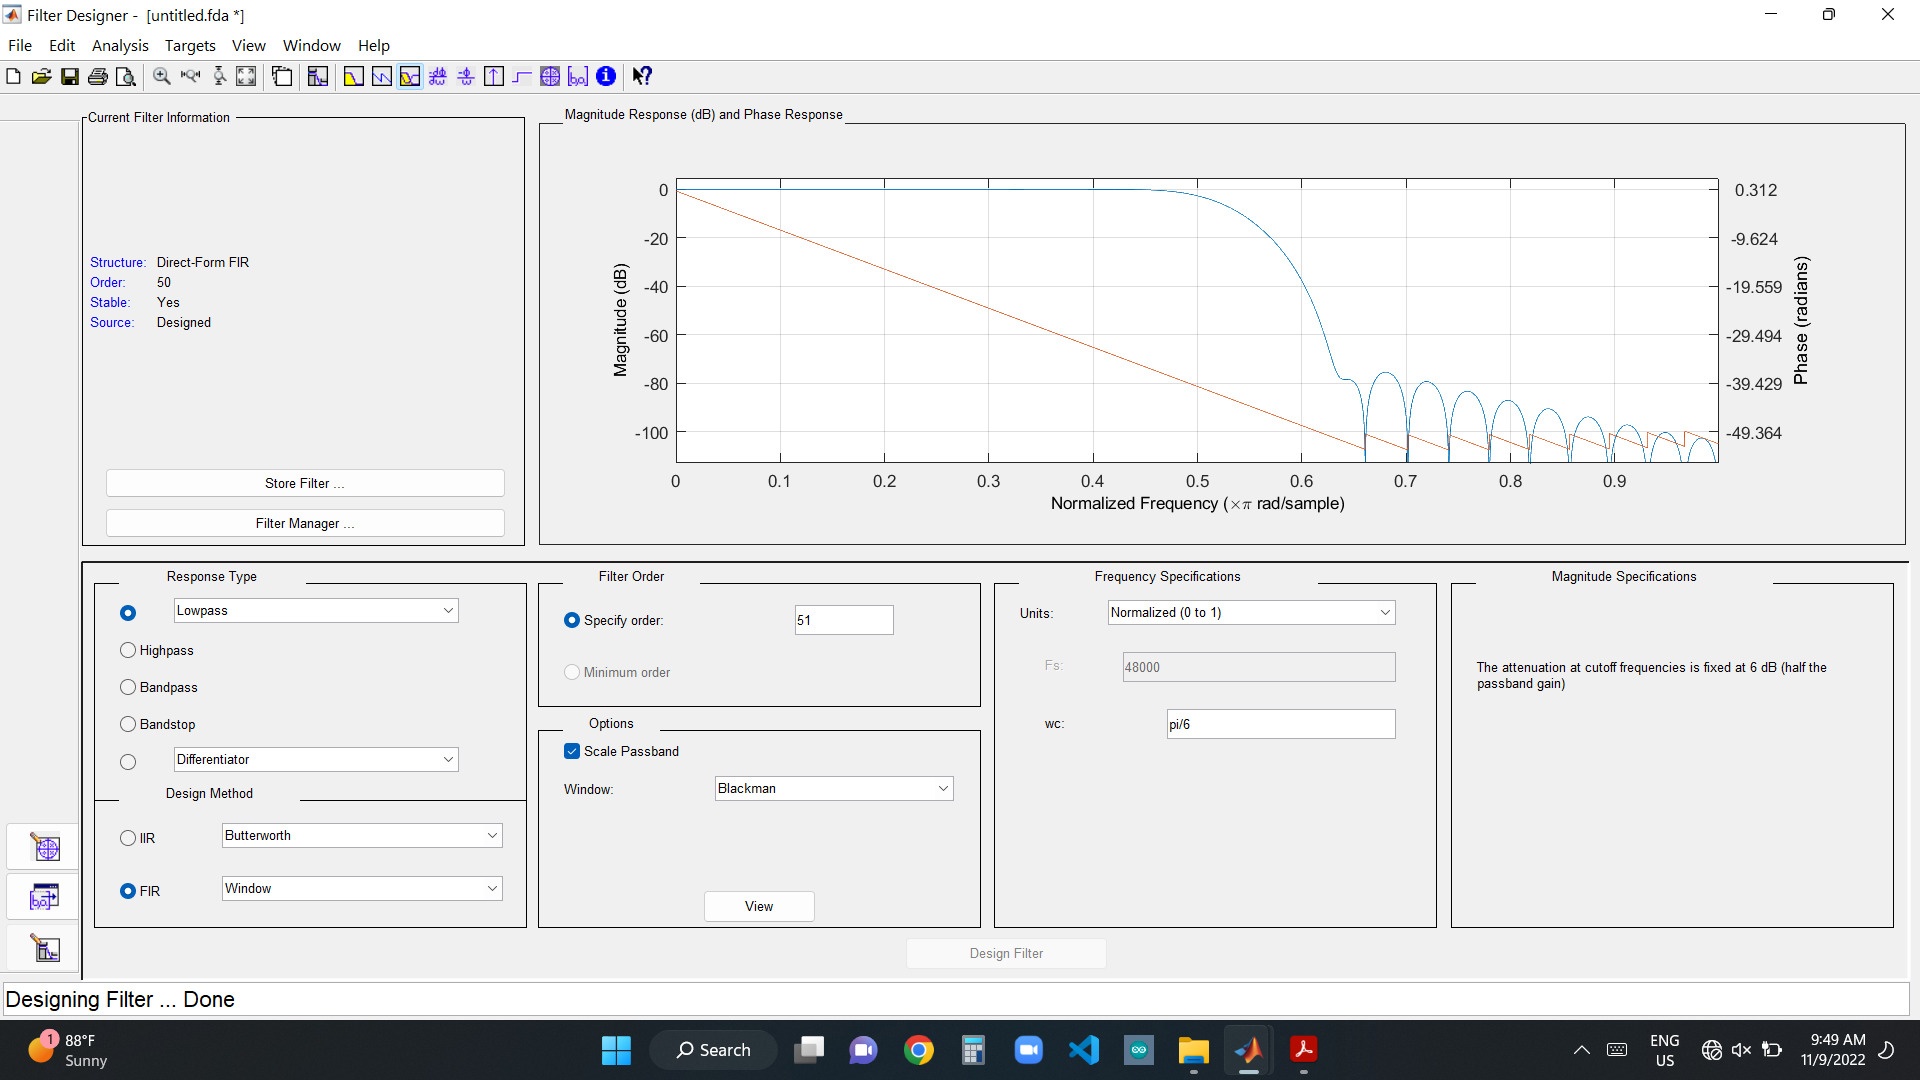 Filter Designer - [untitled.fda *]
File Edit Analysis Targets View Window Help
Current Filter Information
Structure: Direct-Form FIR
Order: 50
Stable: Yes
Source: Designed
Store Filter ...
Filter Manager ...
Magnitude Response (dB) and Phase Response
0
-20
-40
-60
-80
-100
Magnitude (dB)
0.312
-9.624
-19.559
-29.494
-39.429
-49.364
Phase (radians)
0 0.1 0.2 0.3 0.4 0.5 0.6 0.7 0.8 0.9
Normalized Frequency (×π rad/sample)
Response Type
Lowpass
Highpass
Bandpass
Bandstop
Differentiator
Design Method
IIR Butterworth
FIR Window
Filter Order
Specify order: 51
Minimum order
Options
Scale Passband
Window: Blackman
View
Frequency Specifications
Units: Normalized (0 to 1)
Fs: 48000
wc: pi/6
Magnitude Specifications
The attenuation at cutoff frequencies is fixed at 6 dB (half the
passband gain)
Design Filter
Designing Filter ... Done
1
88°F
Sunny
Search
ENG
US
9:49 AM
11/9/2022